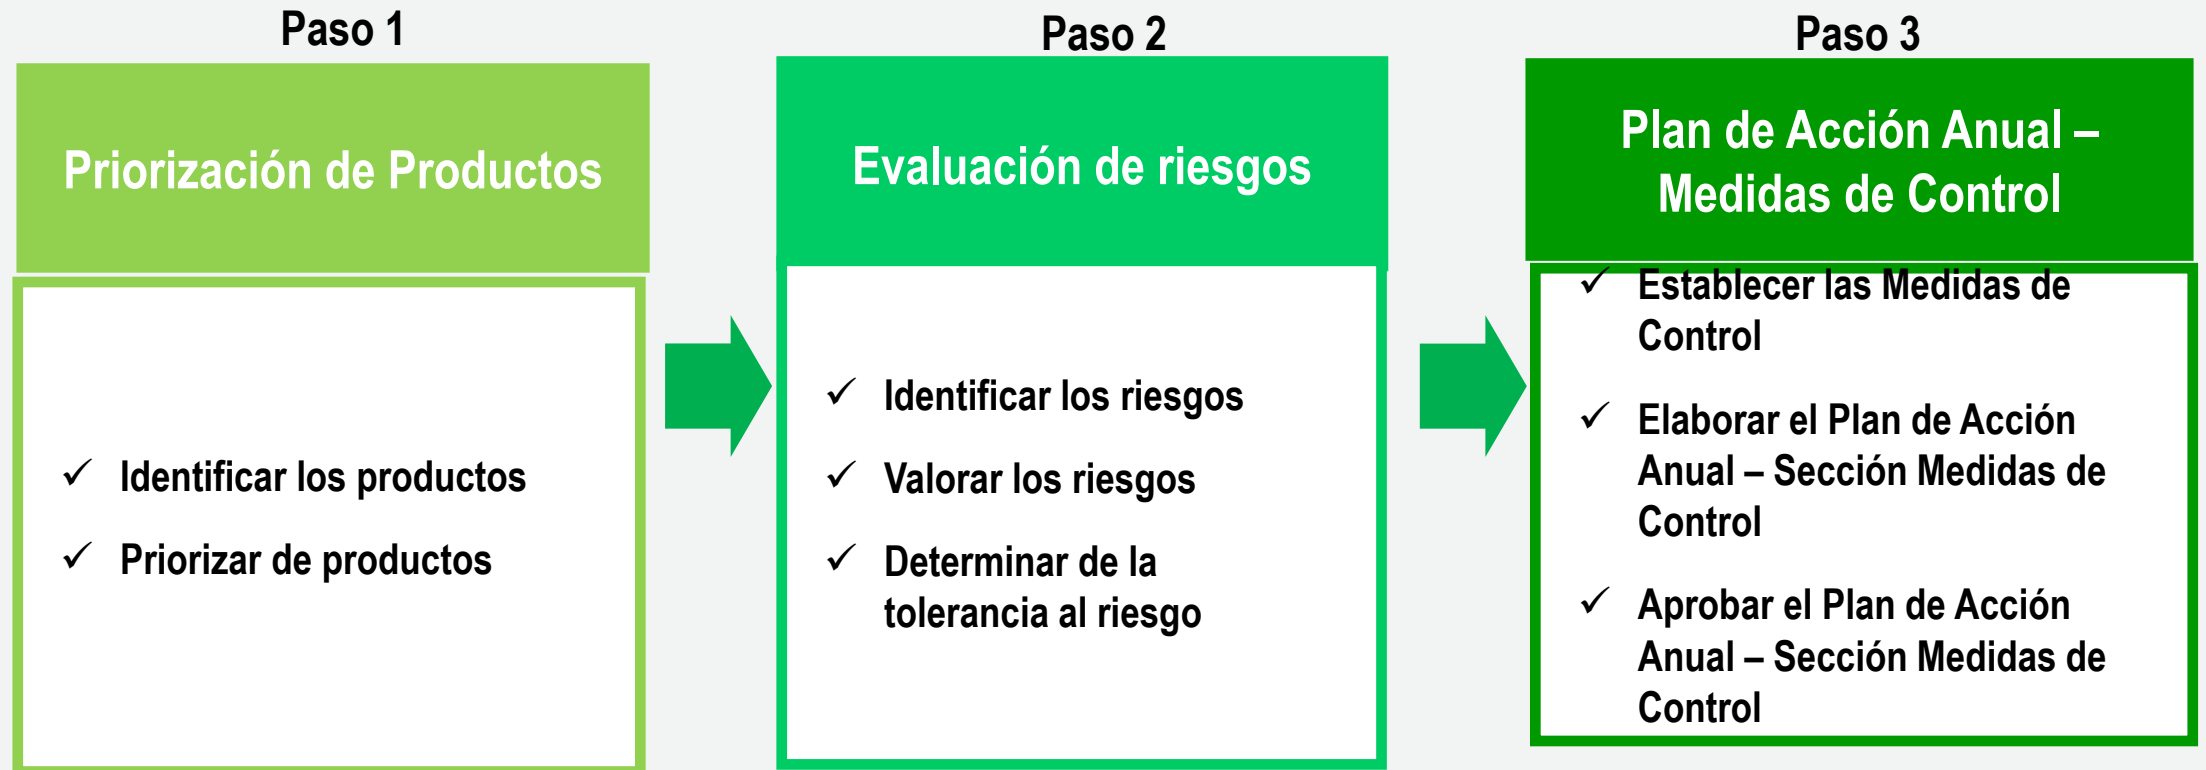 Paso 1
Priorización de Productos
✓ Identificar los productos
✓ Priorizar de productos
Paso 2
Evaluación de riesgos
✓ Identificar los riesgos
✓ Valorar los riesgos
✓ Determinar de la
tolerancia al riesgo
Paso 3
Plan de Acción Anual –
Medidas de Control
✓ Establecer las Medidas de
Control
✓ Elaborar el Plan de Acción
Anual – Sección Medidas de
Control
✓ Aprobar el Plan de Acción
Anual – Sección Medidas de
Control